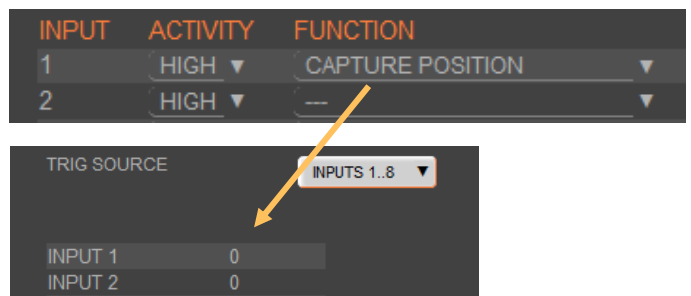 INPUT ACTIVITY FUNCTION
1 HIGH ▼ CAPTURE POSITION ▼
2 HIGH ▼ --- ▼
TRIG SOURCE INPUTS 1..8 ▼
INPUT 1 0
INPUT 2 0